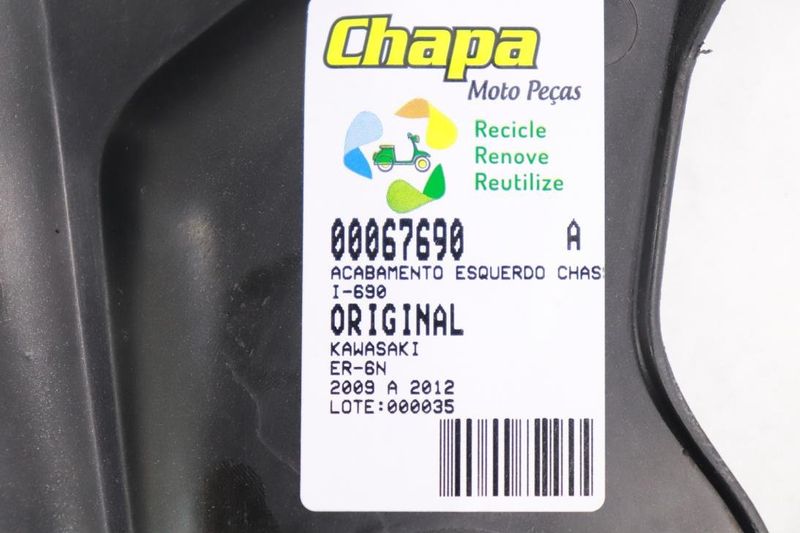 Chapa
Moto Peças
Recicle
Renove
Reutilize
00067690 A
ACABAMENTO ESQUERDO CHAS
I-690
ORIGINAL
KAWASAKI
ER-6N
2009 A 2012
LOTE:000035